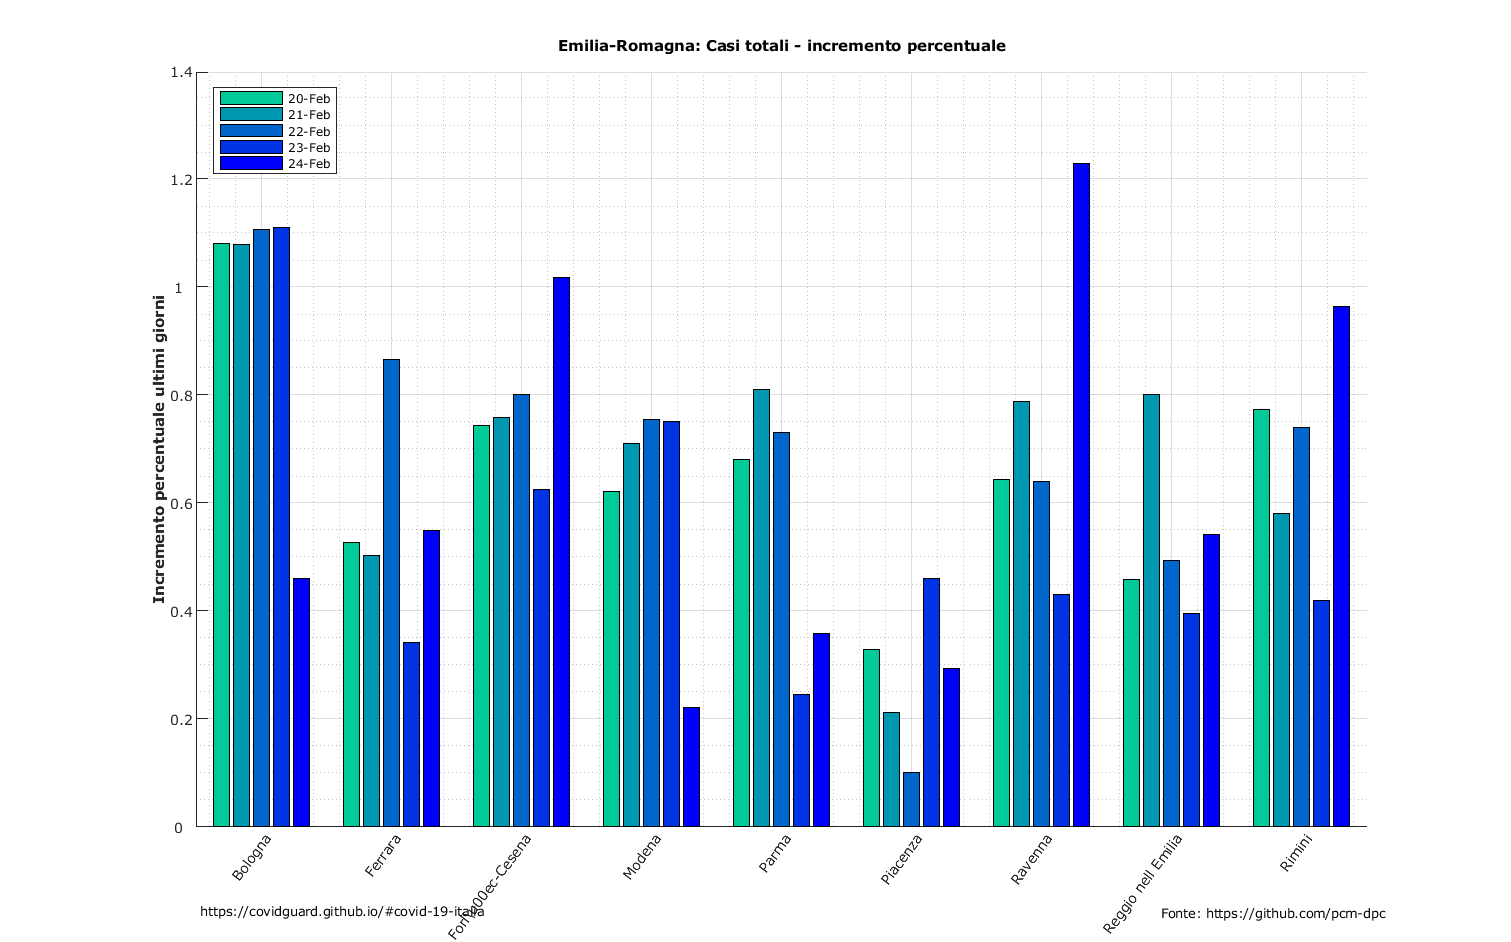 Emilia-Romagna: Casi totali - incremento percentuale
Incremento percentuale ultimi giorni
1.4
1.2
1
0.8
0.6
0.4
0.2
0
20-Feb
21-Feb
22-Feb
23-Feb
24-Feb
Bologna
Ferrara
Modena
Parma
Piacenza
Ravenna
Reggio nell Emilia
Rimini
https://covidguard.github.io/#covid-19-italia
Fonte: https://github.com/pcm-dpc